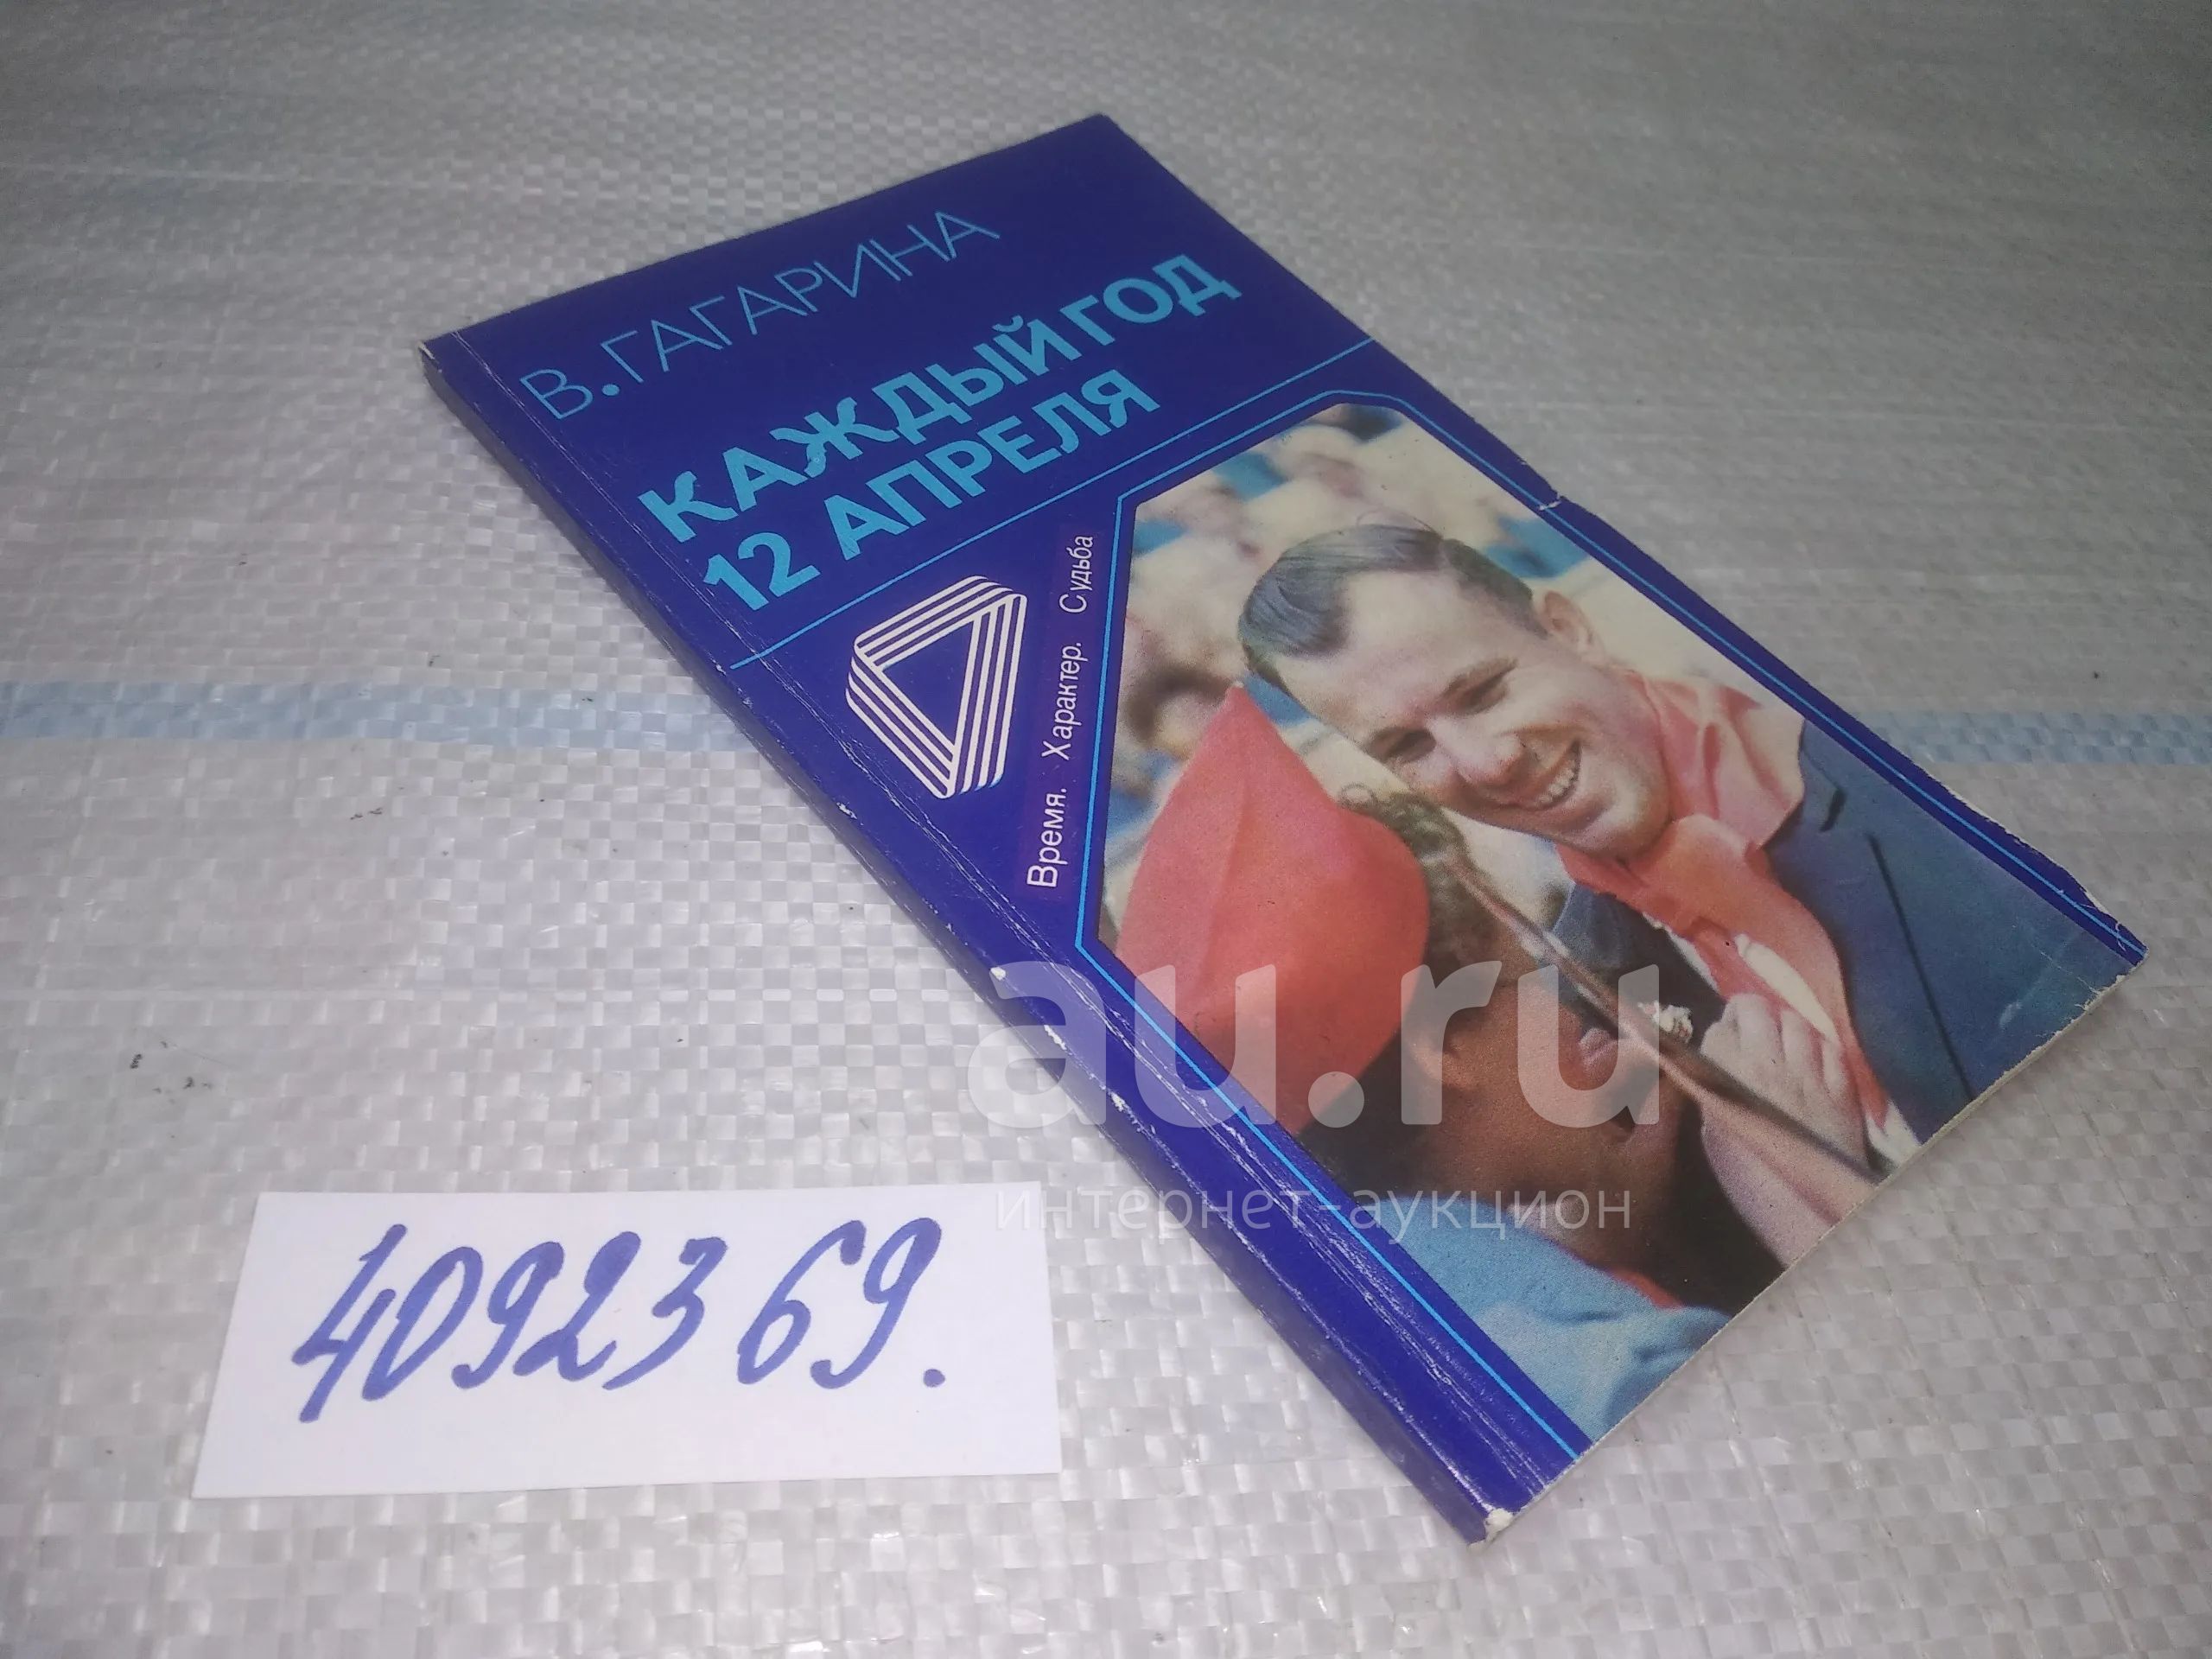 В. ГАГАРИНА
КАЖДЫЙ ГОД
12 АПРЕЛЯ
Время. Характер. Судьба
au.ru
интернет-аукцион
4092369.